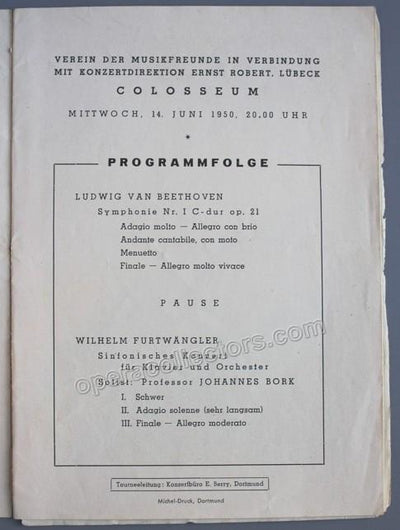 VEREIN DER MUSIKFREUNDE IN VERBINDUNG
MIT KONZERTDIREKTION ERNST ROBERT, LÜBECK
COLOSSEUM
MITTWOCH, 14. JUNI 1950, 20.00 UHR
*
PROGRAMMFOLGE
LUDWIG VAN BEETHOVEN
Symphonie Nr. I C-dur op. 21
Adagio molto — Allegro con brio
Andante cantabile, con moto
Menuetto
Finale — Allegro molto vivace
PAUSE
WILHELM FURTWÄNGLER
Sinfonisches Konzert
für Klavier und Orchester
Solist: Professor JOHANNES BORK
I. Schwer
II. Adagio solenne (sehr langsam)
III. Finale — Allegro moderato
operacollectors.com
Tourneeleitung: Konzertbüro E. Serry, Dortmund
Michel-Druck, Dortmund